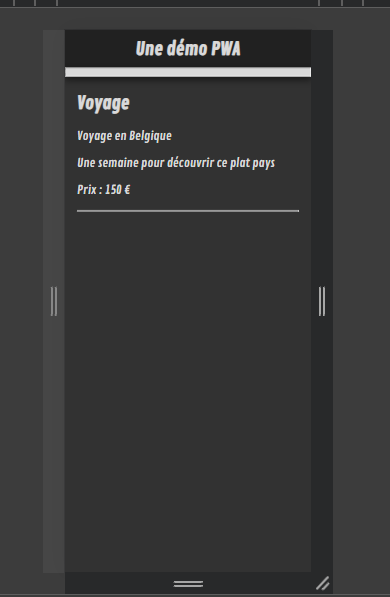 Une démo PWA
Voyage
Voyage en Belgique
Une semaine pour découvrir ce plat pays
Prix : 150 €